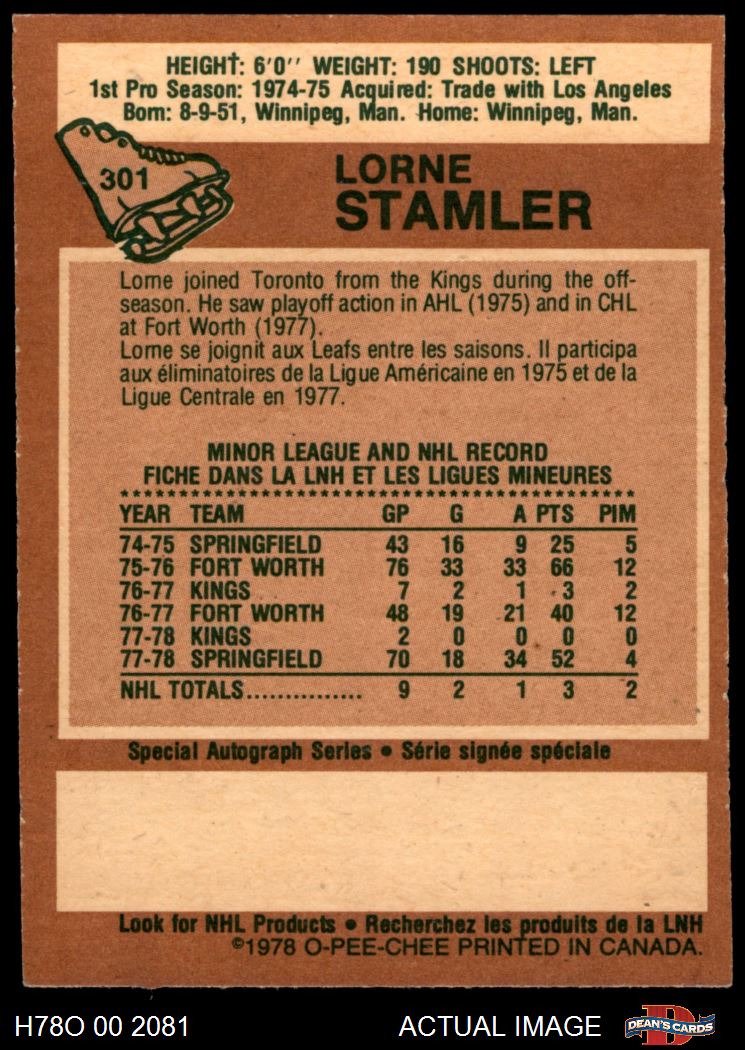 HEIGHT: 6'0'' WEIGHT: 190 SHOOTS: LEFT
1st Pro Season: 1974-75 Acquired: Trade with Los Angeles
Born: 8-9-51, Winnipeg, Man. Home: Winnipeg, Man.
301
LORNE
STAMLER
Lorne joined Toronto from the Kings during the off-
season. He saw playoff action in AHL (1975) and in CHL
at Fort Worth (1977).
Lorne se joignit aux Leafs entre les saisons. Il participa
aux éliminatoires de la Ligue Américaine en 1975 et de la
Ligue Centrale en 1977.
MINOR LEAGUE AND NHL RECORD
FICHE DANS LA LNH ET LES LIGUES MINEURES
YEAR TEAM GP G A PTS PIM
74-75 SPRINGFIELD 43 16 9 25 5
75-76 FORT WORTH 76 33 33 66 12
76-77 KINGS 7 2 1 3 2
76-77 FORT WORTH 48 19 21 40 12
77-78 KINGS 2 0 0 0 0
77-78 SPRINGFIELD 70 18 34 52 4
NHL TOTALS............... 9 2 1 3 2
Special Autograph Series • Série signée spéciale
Look for NHL Products • Recherchez les produits de la LNH
©1978 O-PEE-CHEE PRINTED IN CANADA.
H78O 00 2081 ACTUAL IMAGE D DEAN'S CARDS